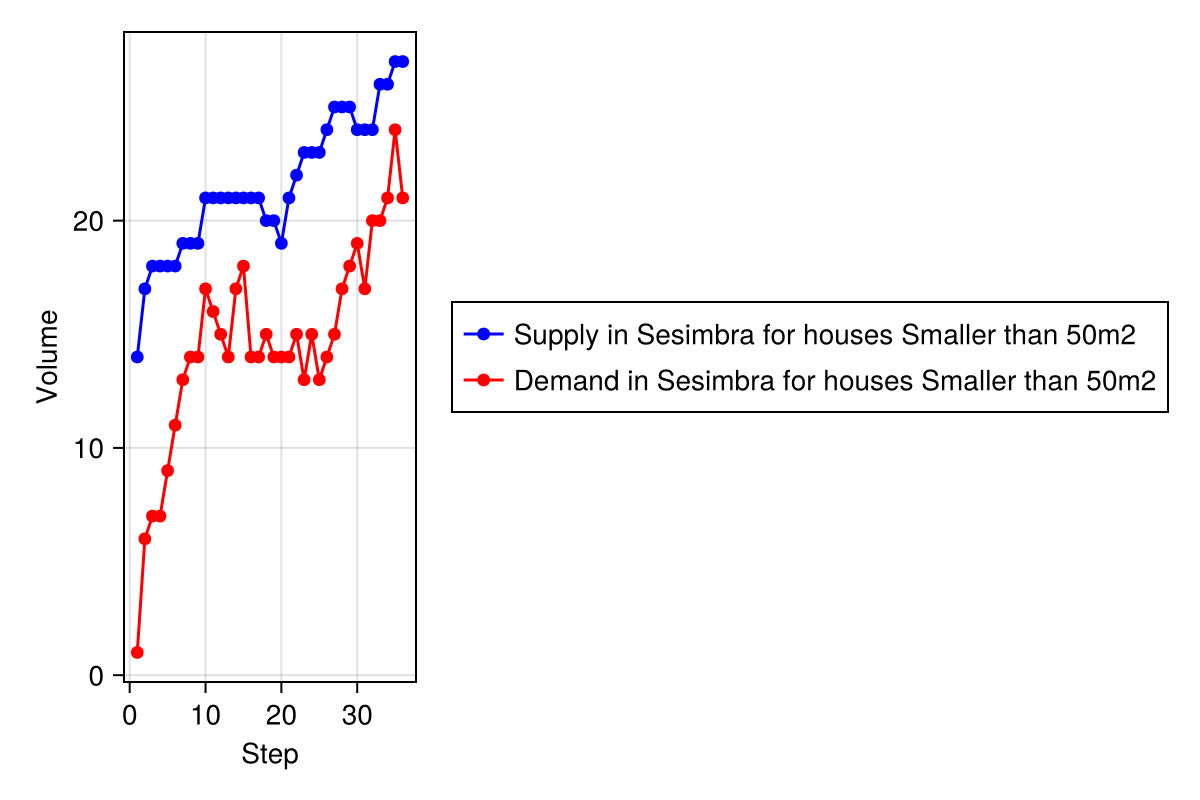 20
10
0
Volume
0 10 20 30
Step
Supply in Sesimbra for houses Smaller than 50m2
Demand in Sesimbra for houses Smaller than 50m2